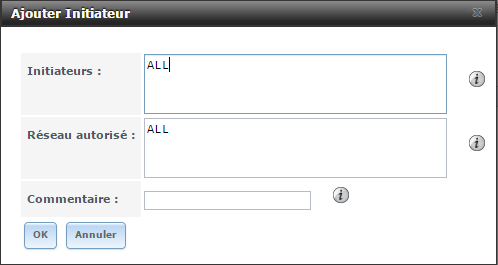 Ajouter Initiateur
Initiateurs :
ALL
Réseau autorisé :
ALL
Commentaire :
OK
Annuler